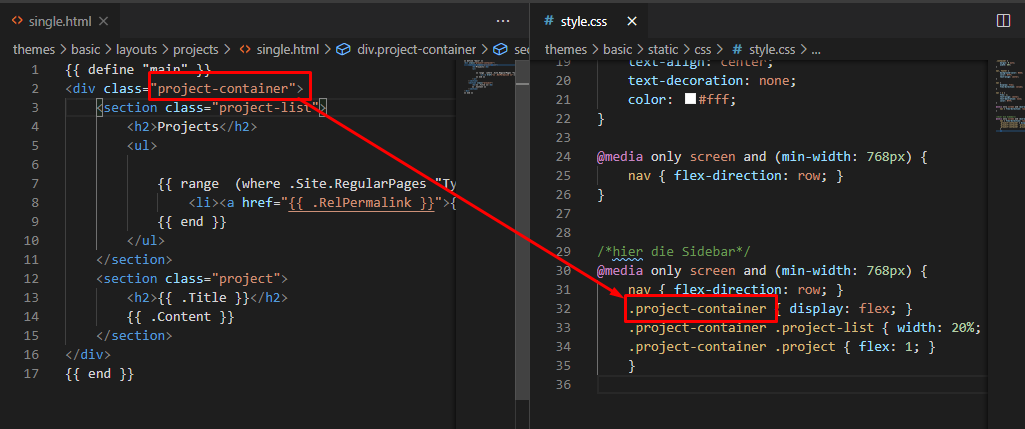 single.html
themes > basic > layouts > projects > single.html > div.project-container > sec
1 {{ define "main" }}
2 <div class="project-container">
3 <section class="project-list">
4 <h2>Projects</h2>
5 <ul>
6
7 {{ range  (where .Site.RegularPages "Ty
8 <li><a href="{{ .RelPermalink }}">{
9 {{ end }}
10 </ul>
11 </section>
12 <section class="project">
13 <h2>{{ .Title }}</h2>
14 {{ .Content }}
15 </section>
16 </div>
17 {{ end }}
# style.css
themes > basic > static > css > # style.css > ...
19 text-align: center;
20 text-decoration: none;
21 color: #fff;
22 }
23
24 @media only screen and (min-width: 768px) {
25 nav { flex-direction: row; }
26 }
27
28
29 /*hier die Sidebar*/
30 @media only screen and (min-width: 768px) {
31 nav { flex-direction: row; }
32 .project-container { display: flex; }
33 .project-container .project-list { width: 20%;
34 .project-container .project { flex: 1; }
35 }
36